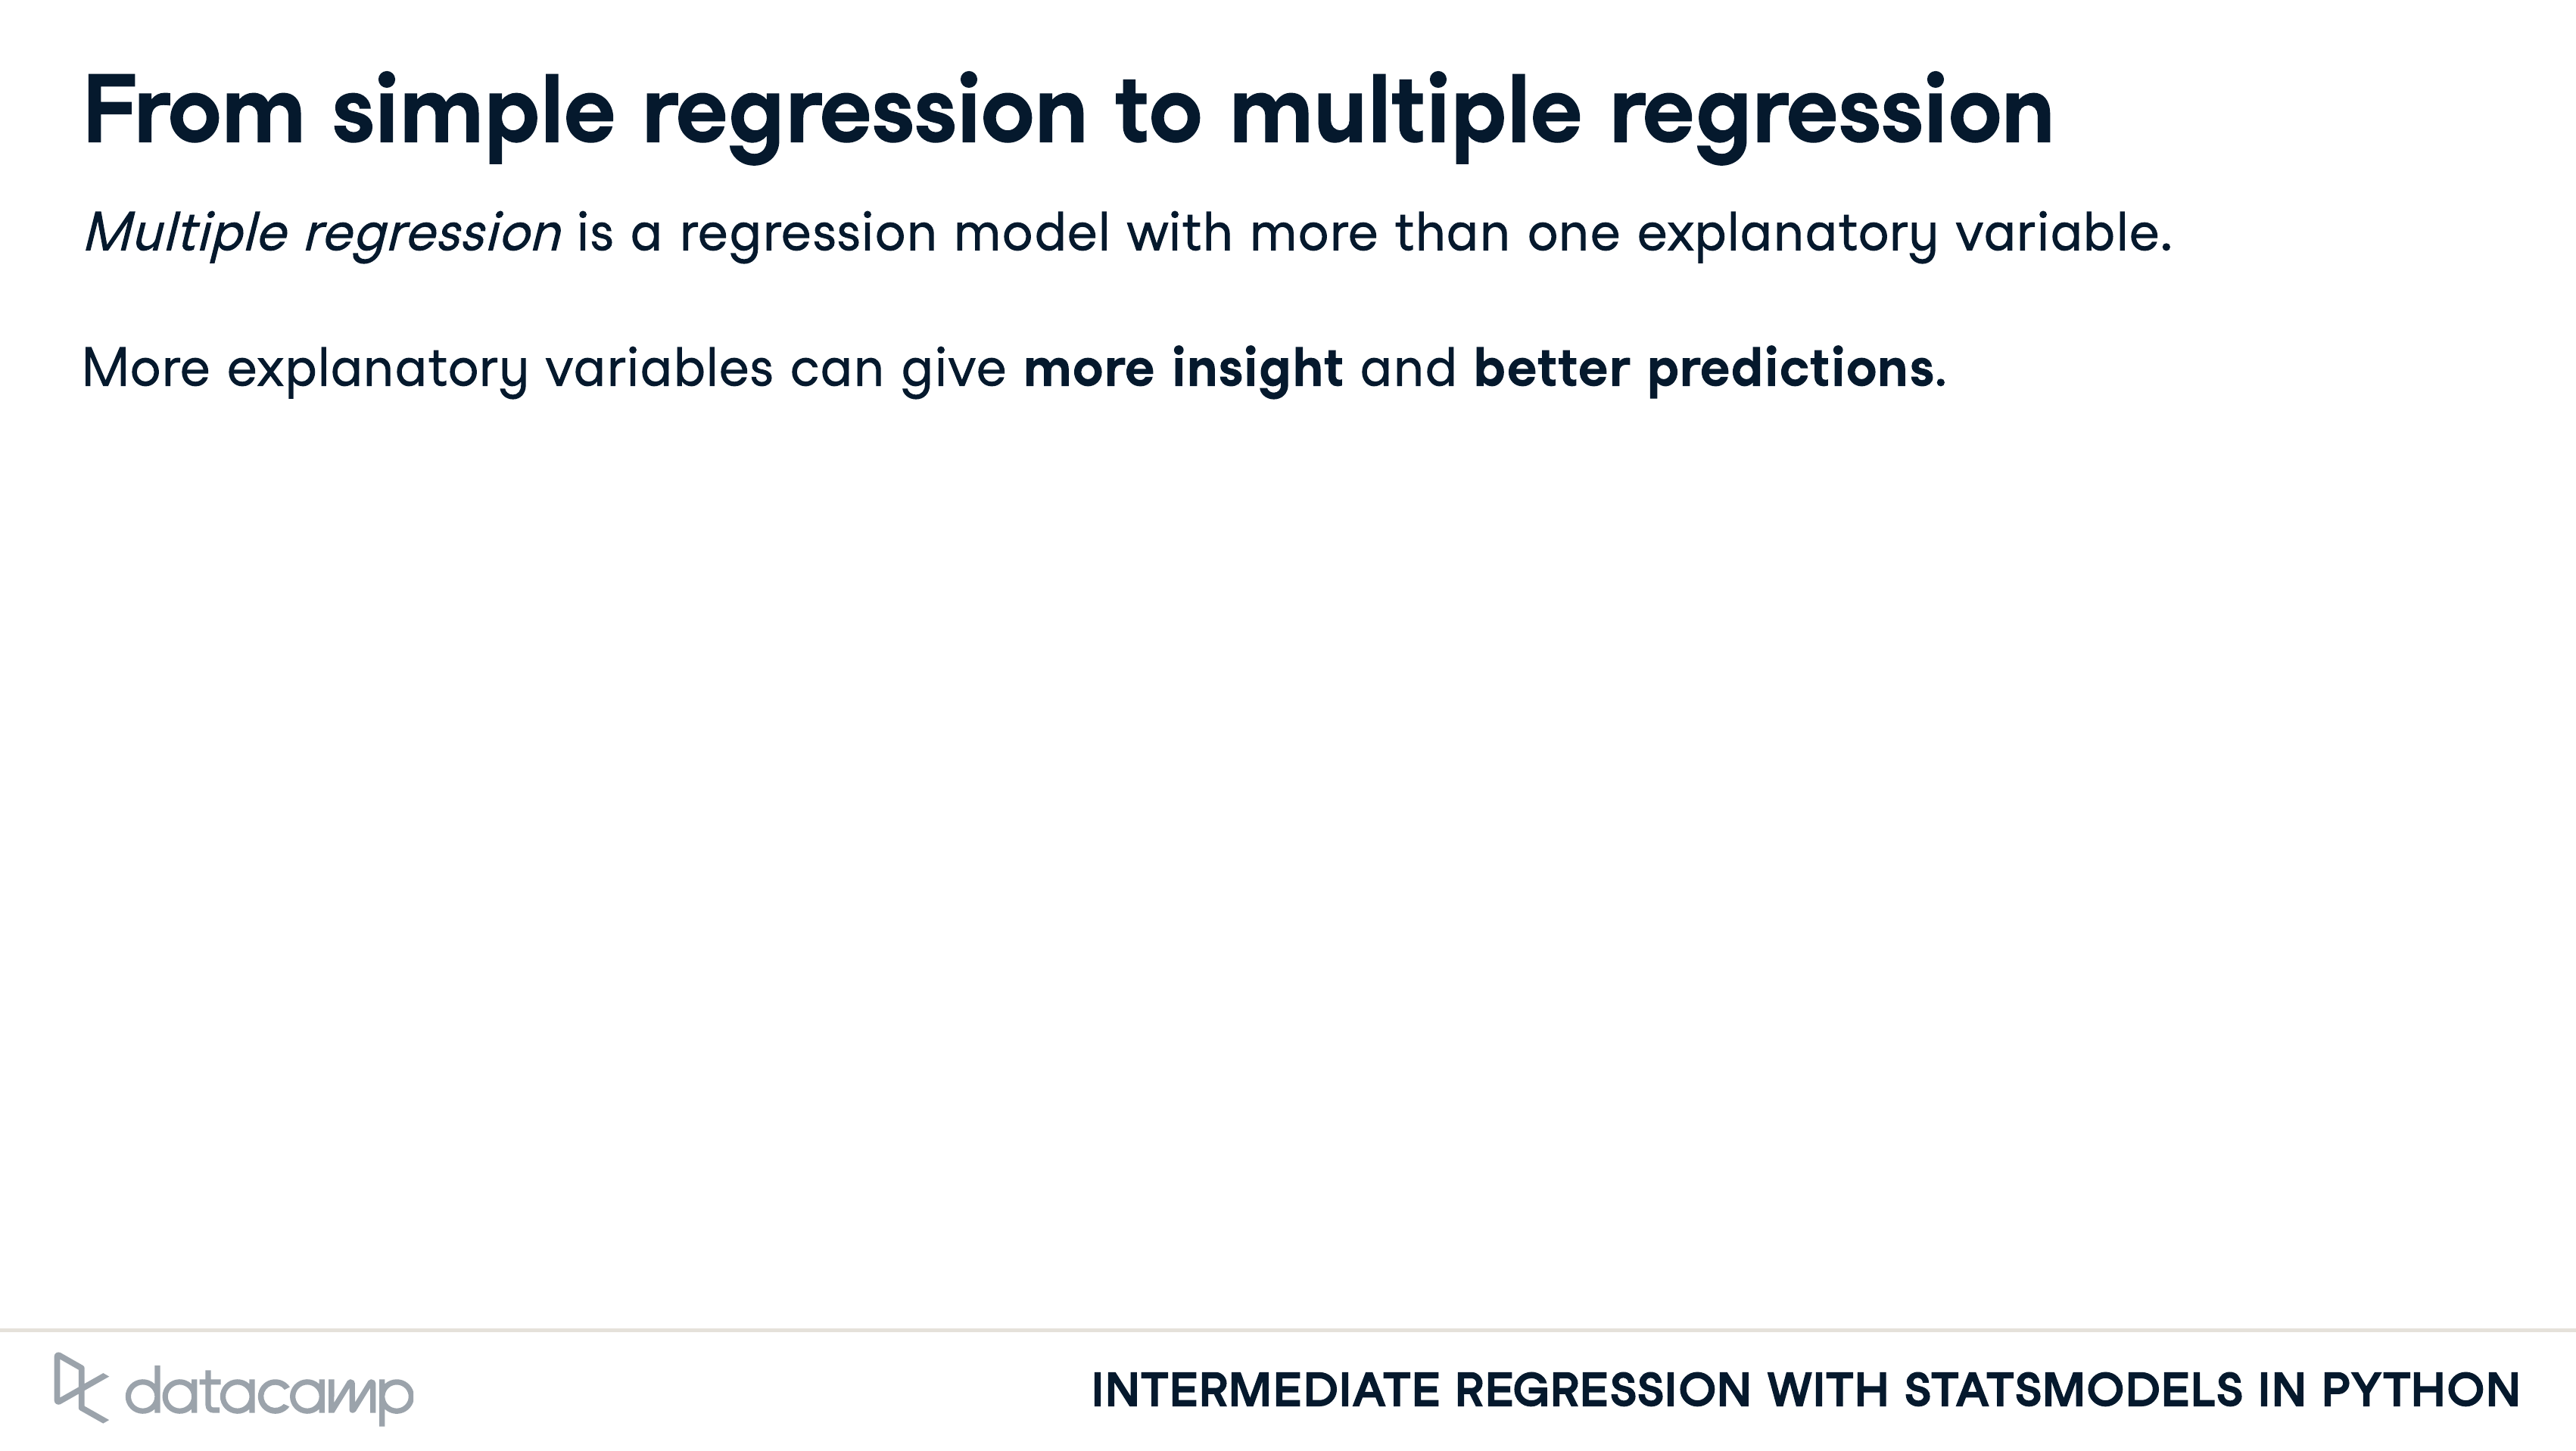 From simple regression to multiple regression
Multiple regression is a regression model with more than one explanatory variable.
More explanatory variables can give more insight and better predictions.
datacamp
INTERMEDIATE REGRESSION WITH STATSMODELS IN PYTHON